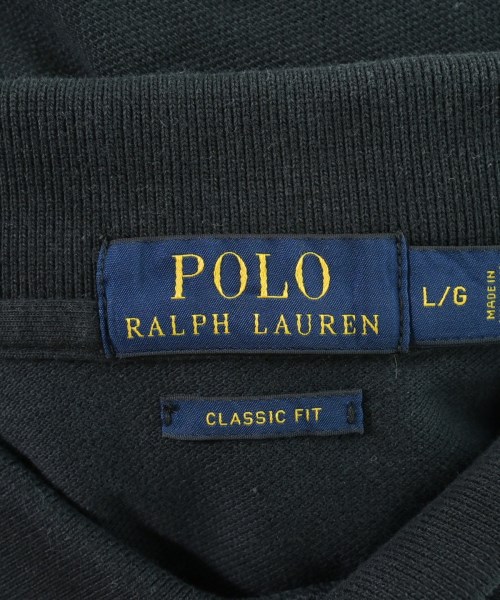 POLO
RALPH LAUREN
L/G
MADE IN
CLASSIC FIT